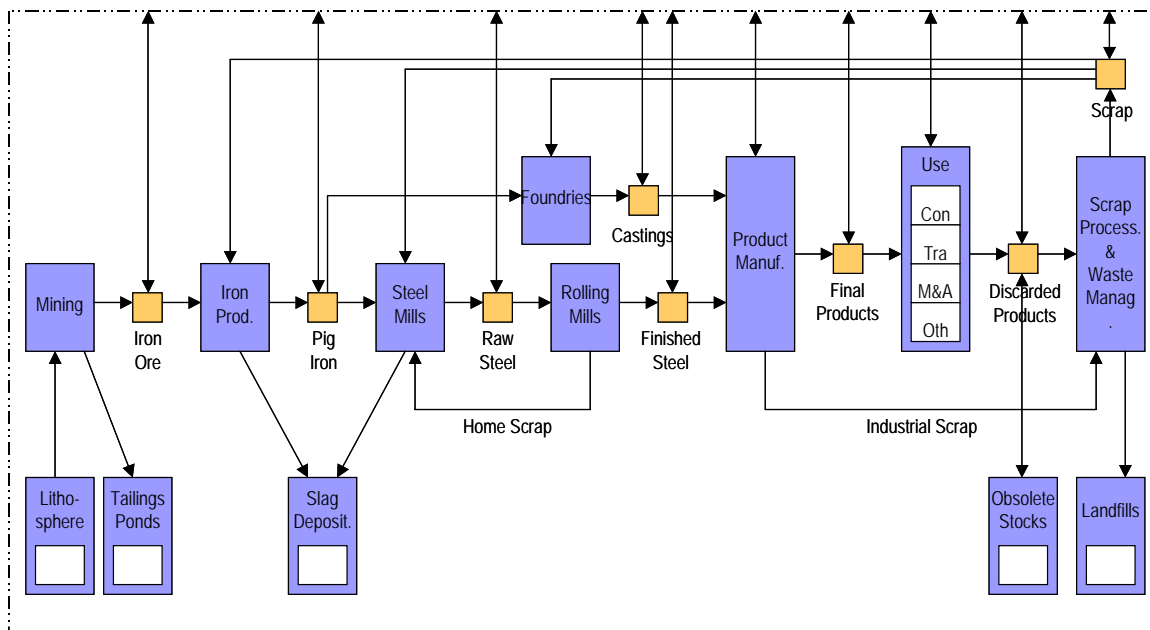 Scrap
Foundries
Castings
Use
Con
Tra
M&A
Oth
Scrap
Process.
&
Waste
Manag
.
Product
Manuf.
Final
Products
Discarded
Products
Mining
Iron
Ore
Iron
Prod.
Pig
Iron
Steel
Mills
Raw
Steel
Rolling
Mills
Finished
Steel
Home Scrap
Industrial Scrap
Litho-
sphere
Tailings
Ponds
Slag
Deposit.
Obsolete
Stocks
Landfills